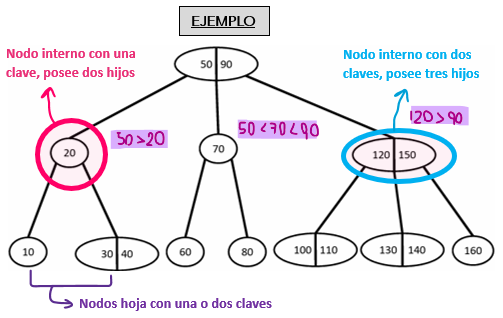 EJEMPLO
Nodo interno con una
clave, posee dos hijos
Nodo interno con dos
claves, posee tres hijos
50 90
50>20
50<70<90
120>90
20
70
120 150
10
30 40
60
80
100 110
130 140
160
Nodos hoja con una o dos claves